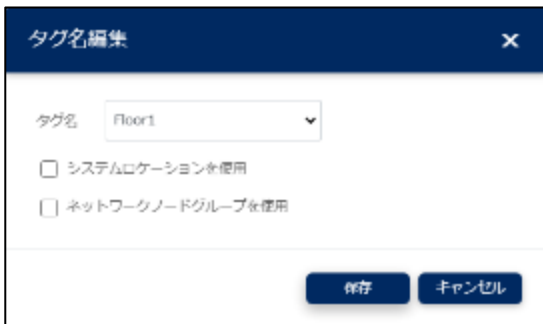 タグ名編集 ×
タグ名 Floor1
システムロケーションを使用
ネットワークノードグループを使用
保存 キャンセル